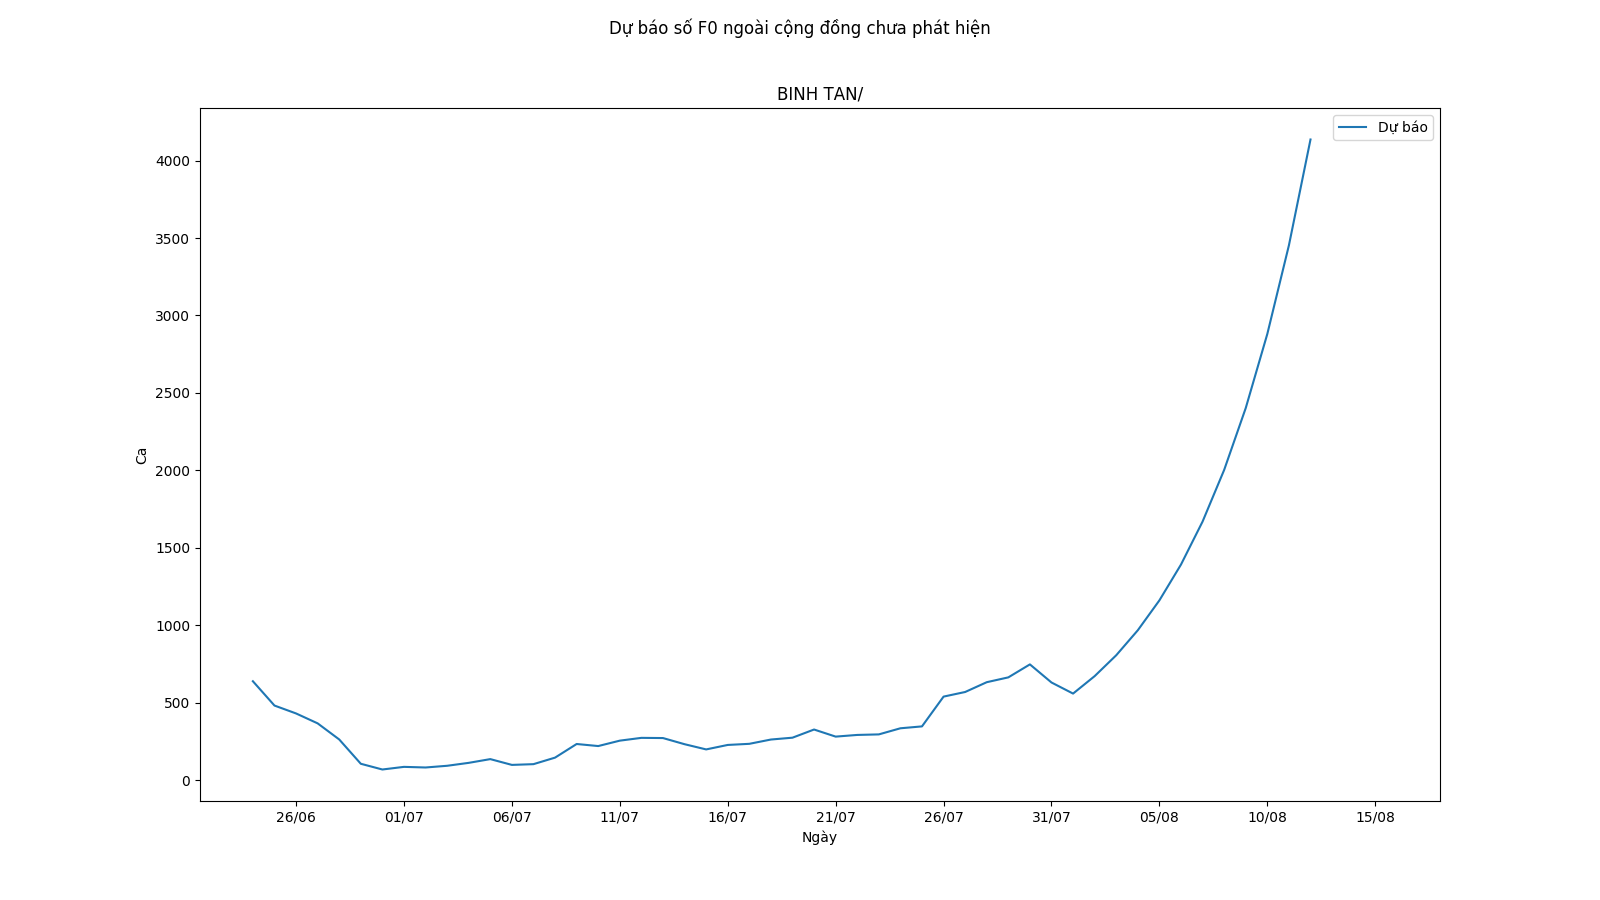 Dự báo số F0 ngoài cộng đồng chưa phát hiện
BINH TAN/
Dự báo
4000
3500
3000
2500
2000
1500
1000
500
0
Ca
26/06 01/07 06/07 11/07 16/07 21/07 26/07 31/07 05/08 10/08 15/08
Ngày